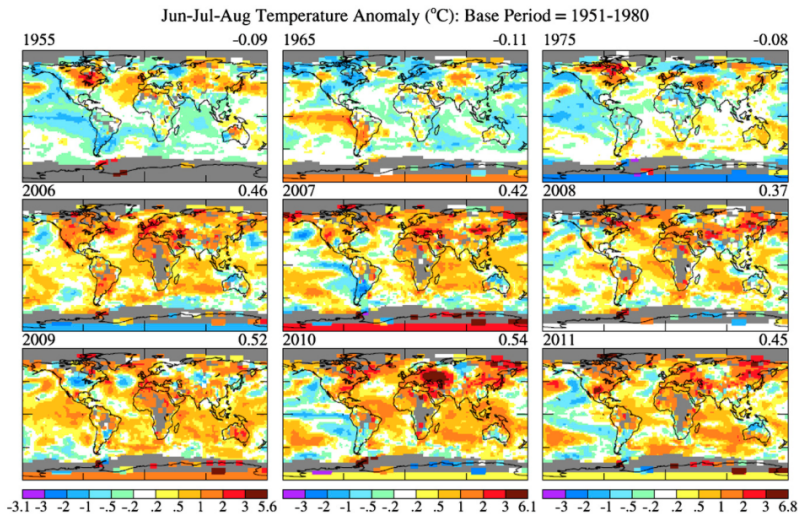 Jun-Jul-Aug Temperature Anomaly (°C): Base Period = 1951-1980
1955 -0.09 1965 -0.11 1975 -0.08
2006 0.46 2007 0.42 2008 0.37
2009 0.52 2010 0.54 2011 0.45
-3.1 -3 -2 -1 -.5 -.2 .2 .5 1 2 3 5.6 -3 -2 -1 -.5 -.2 .2 .5 1 2 3 6.1 -3 -2 -1 -.5 -.2 .2 .5 1 2 3 6.8